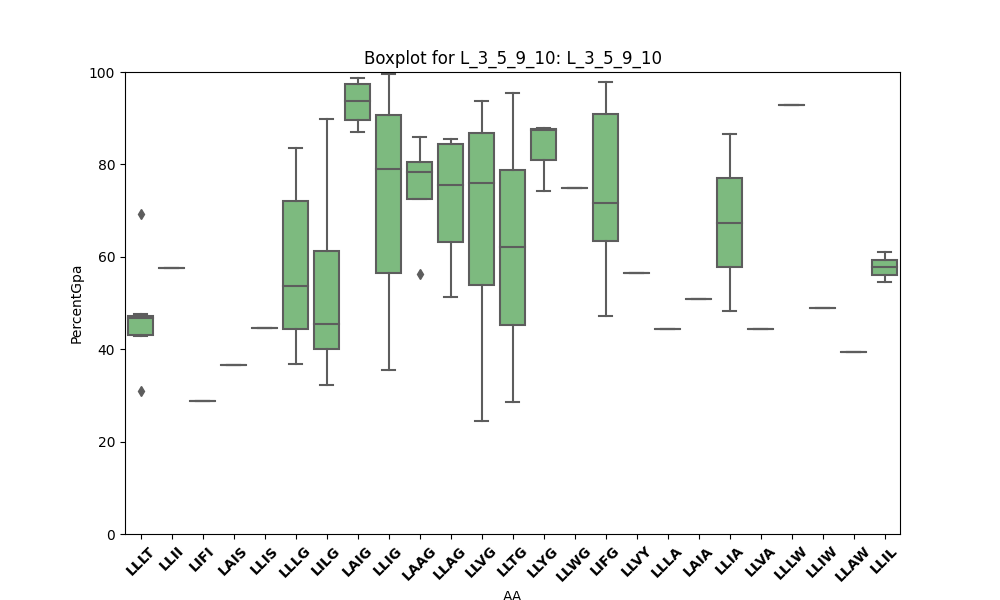 Boxplot for L_3_5_9_10: L_3_5_9_10
PercentGpa
100
80
60
40
20
0
LLLT LLII LIFI LAIS LLIS LLLG LILG LAIG LLIG LAAG LLAG LLVG LLTG LLYG LLWG LIFG LLVY LLLA LAIA LLIA LLVA LLLW LLIW LLAW LLIL
AA